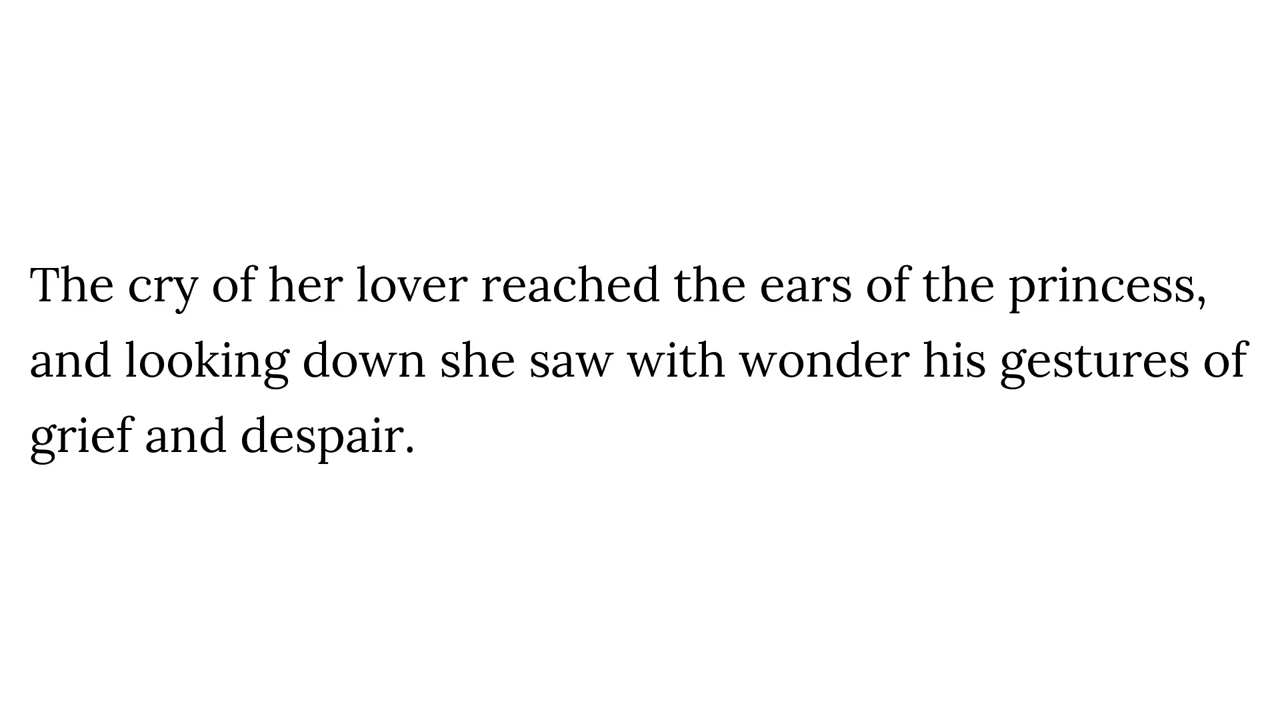 The cry of her lover reached the ears of the princess,
and looking down she saw with wonder his gestures of
grief and despair.